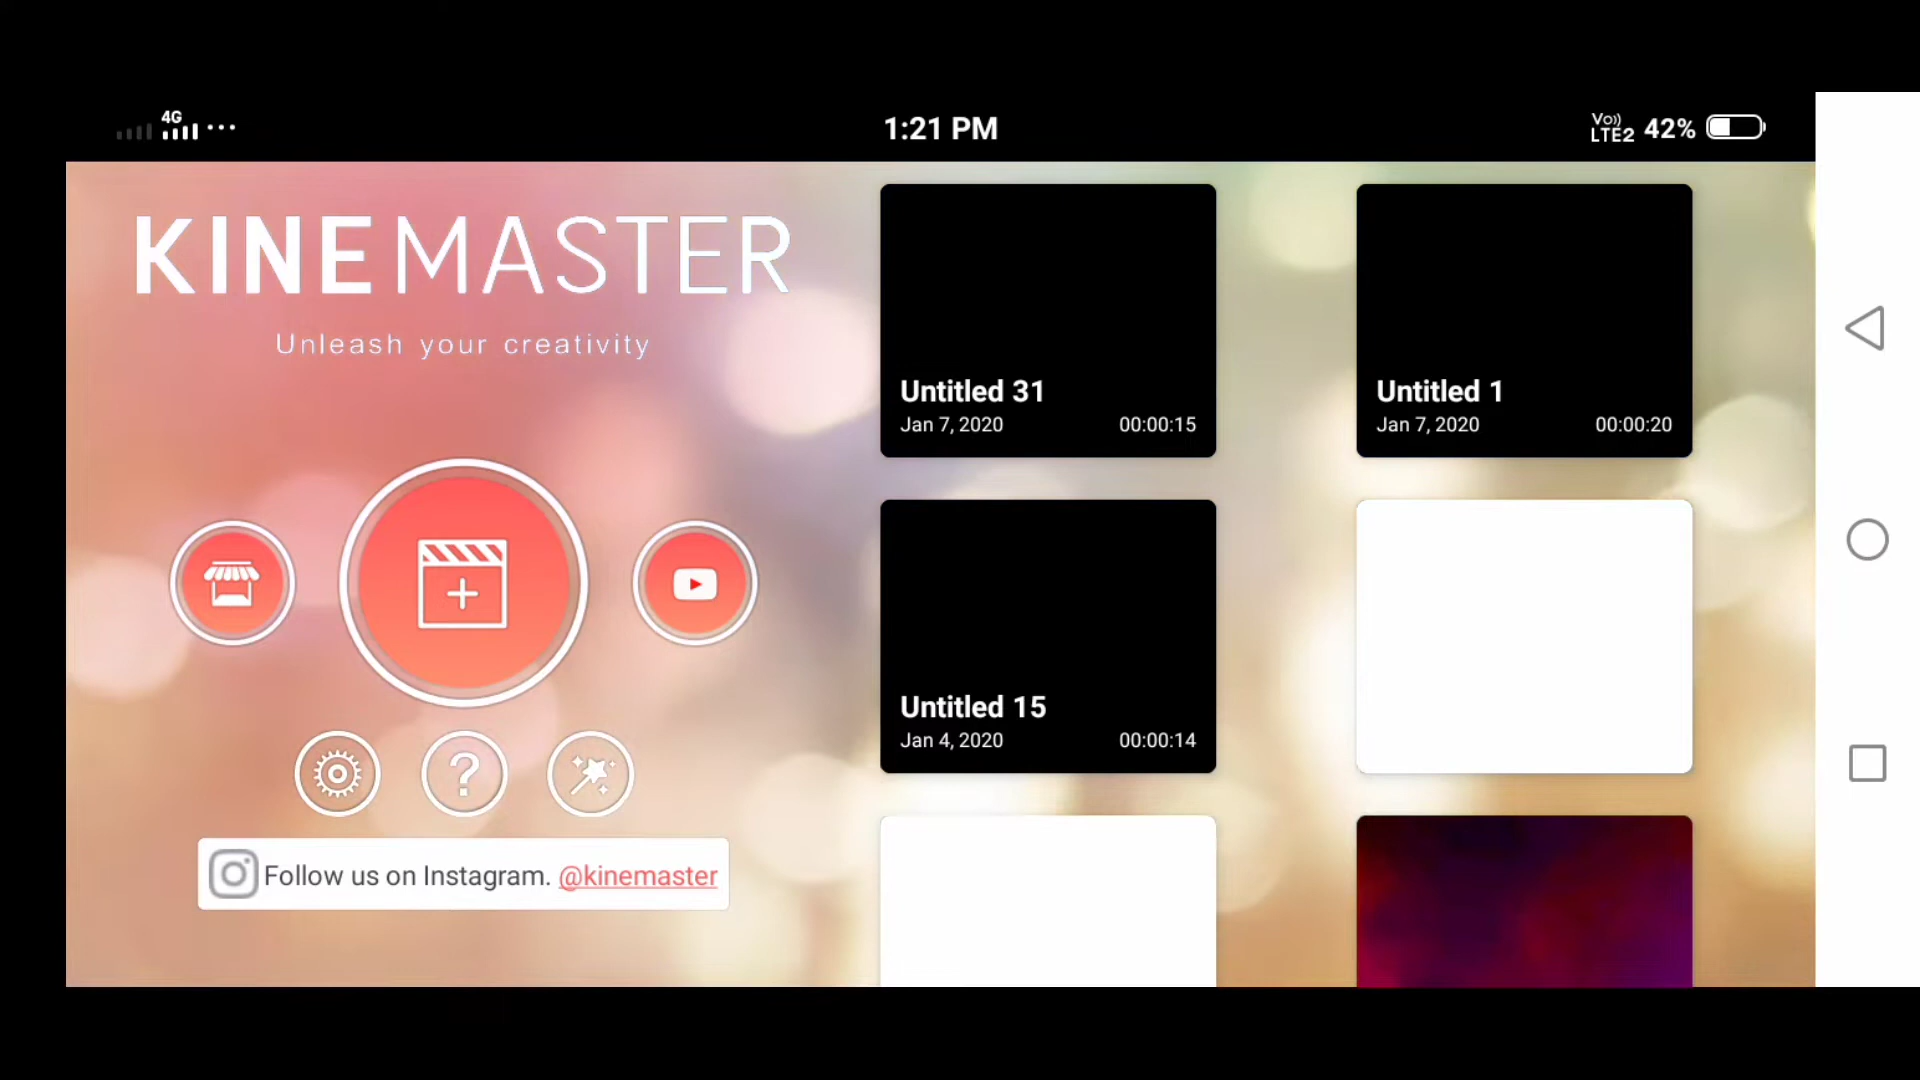 4G
1:21 PM
Vo))
LTE2 42%
KINEMASTER
Unleash your creativity
Follow us on Instagram. @kinemaster
Untitled 31
Jan 7, 2020 00:00:15
Untitled 1
Jan 7, 2020 00:00:20
Untitled 15
Jan 4, 2020 00:00:14